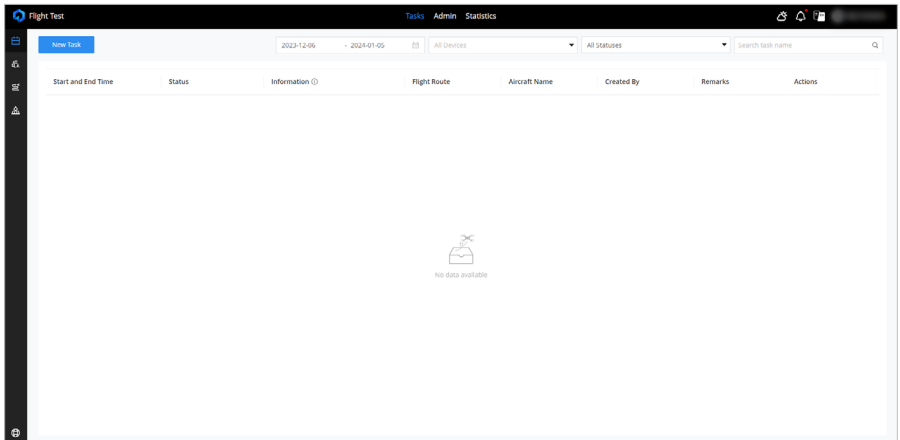 Flight Test
Tasks Admin Statistics
New Task
2023-12-06 - 2024-01-05
All Devices
All Statuses
Search task name
Start and End Time Status Information Flight Route Aircraft Name Created By Remarks Actions
No data available